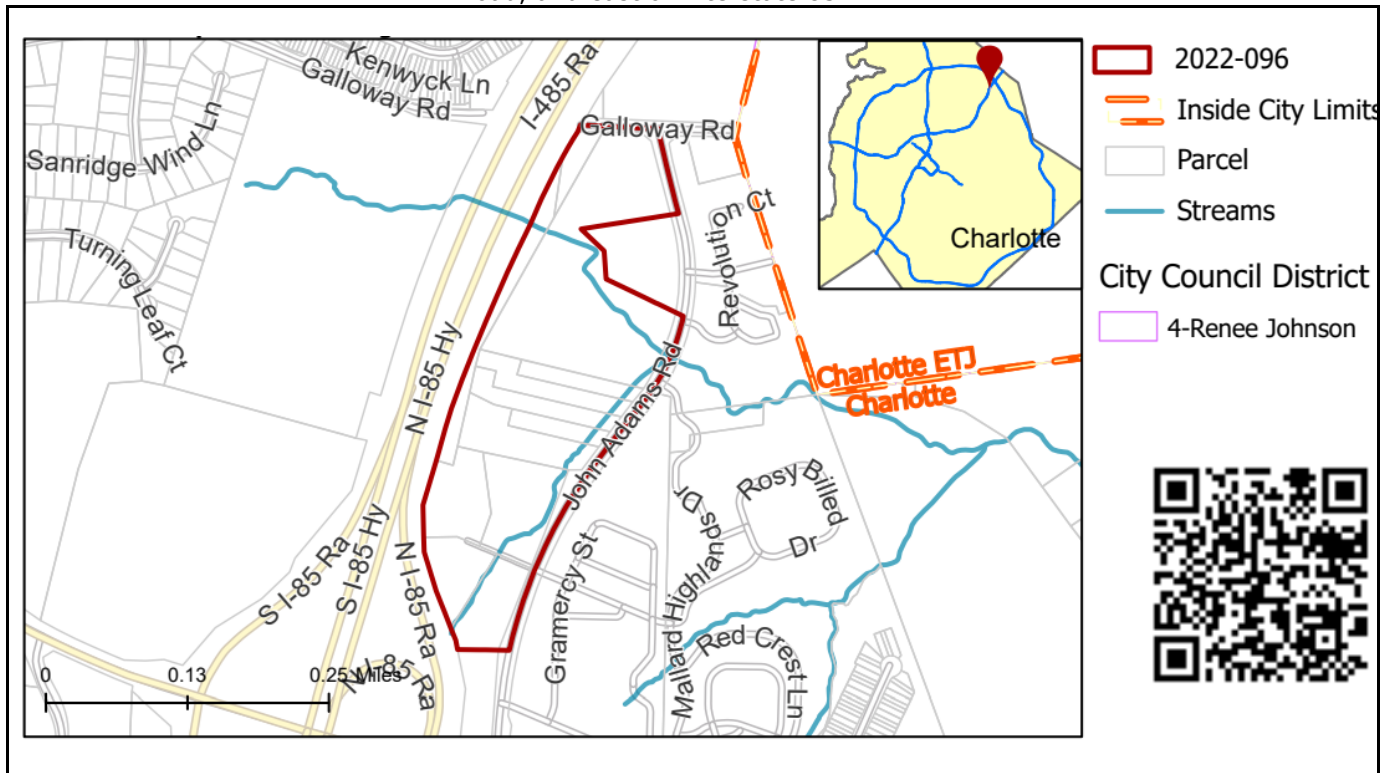 Kenwyck Ln
Galloway Rd
I-485 Ra
Galloway Rd
Sanridge Wind Ln
Turning Leaf Ct
Revolution Ct
N I-85 Hy
John Adams Rd
Charlotte ETJ
Charlotte
Rosy Billed
Dr
Mallard Highlands Dr
Gramercy St
Red Crest Ln
S I-85 Ra
S I-85 Hy
N I-85 Ra
N I-85 Ra
0
0.13
0.25 Miles
Charlotte
2022-096
Inside City Limits
Parcel
Streams
City Council District
4-Renee Johnson